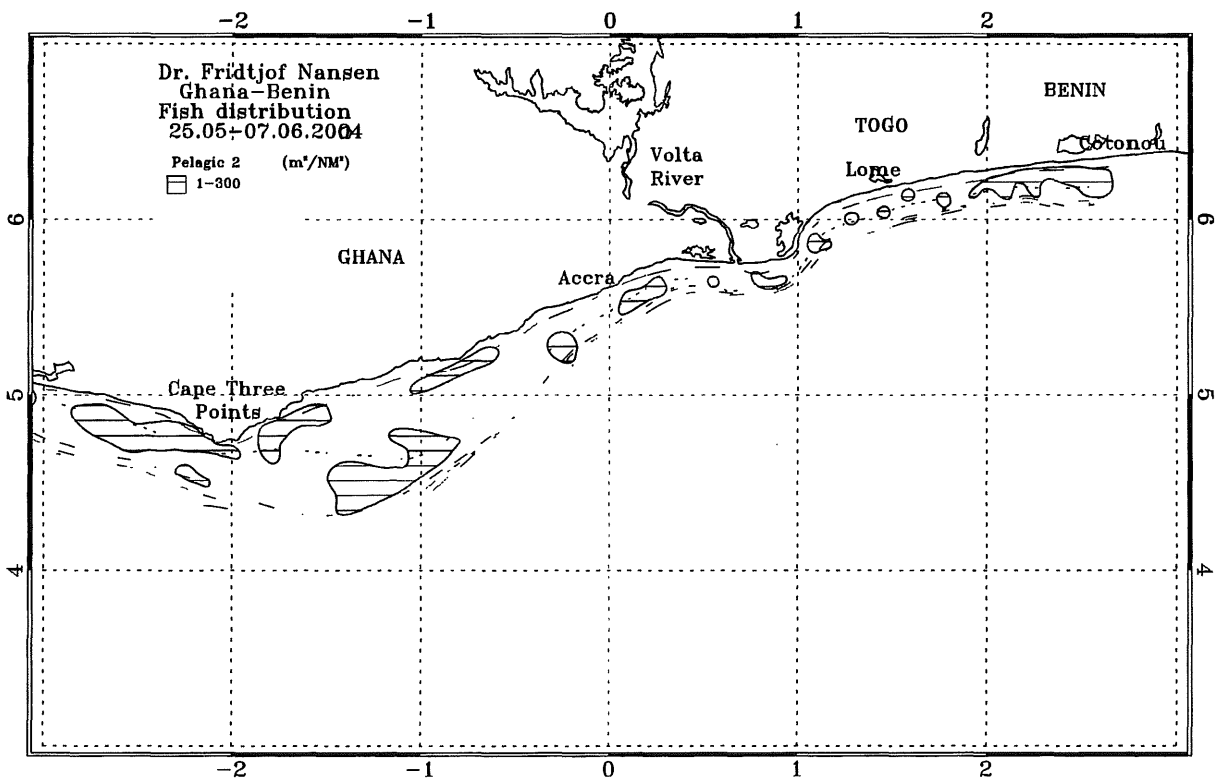 -2 -1 0 1 2
Dr. Fridtjof Nansen
Ghana-Benin
Fish distribution
25.05-07.06.2004
Pelagic 2 (m²/NM²)
1-300
BENIN
TOGO
Cotonou
Volta
River
Lome
6 6
GHANA
Accra
5 5
Cape Three
Points
4 4
-2 -1 0 1 2